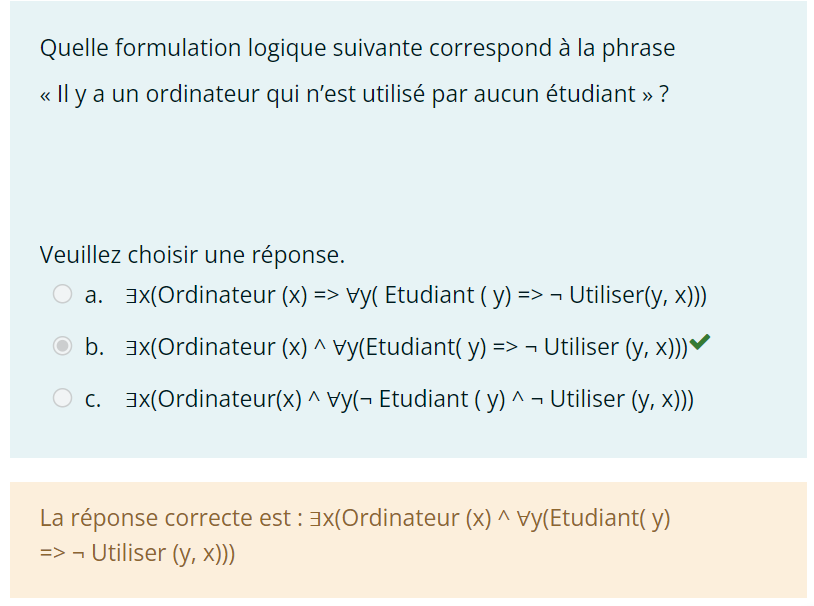 Quelle formulation logique suivante correspond à la phrase
« Il y a un ordinateur qui n’est utilisé par aucun étudiant » ?
Veuillez choisir une réponse.
a. ∃x(Ordinateur (x) => ∀y( Etudiant ( y) => ¬ Utiliser(y, x)))
b. ∃x(Ordinateur (x) ^ ∀y(Etudiant( y) => ¬ Utiliser (y, x)))
c. ∃x(Ordinateur(x) ^ ∀y(¬ Etudiant ( y) ^ ¬ Utiliser (y, x)))
La réponse correcte est : ∃x(Ordinateur (x) ^ ∀y(Etudiant( y)
=> ¬ Utiliser (y, x)))